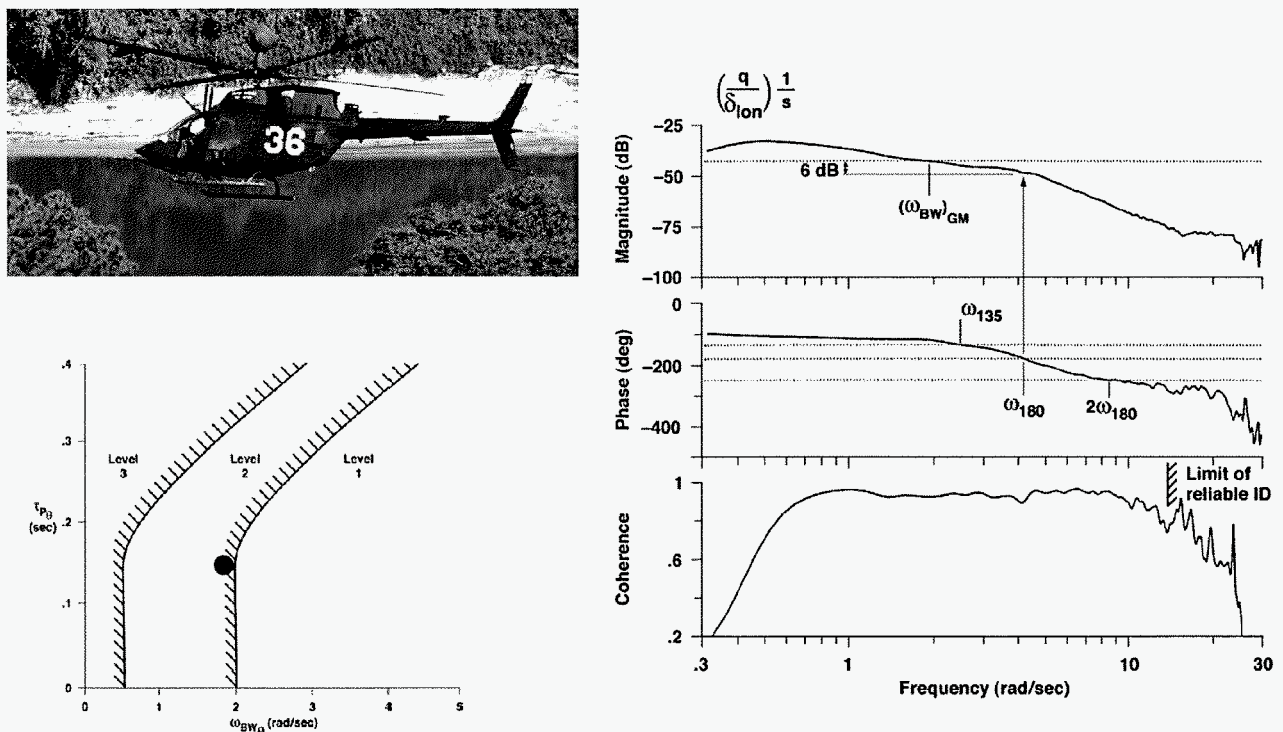 36
.4
.3
.2
.1
0
τPθ
(sec)
Level
3
Level
2
Level
1
0
1
2
3
4
5
ωBWθ (rad/sec)
(q/δlon) 1/s
Magnitude (dB)
−25
−50
−75
−100
6 dB
(ωBW)GM
Phase (deg)
0
−200
−400
ω135
ω180
2ω180
Coherence
1
.6
.2
Limit of
reliable ID
.3
1
10
30
Frequency (rad/sec)